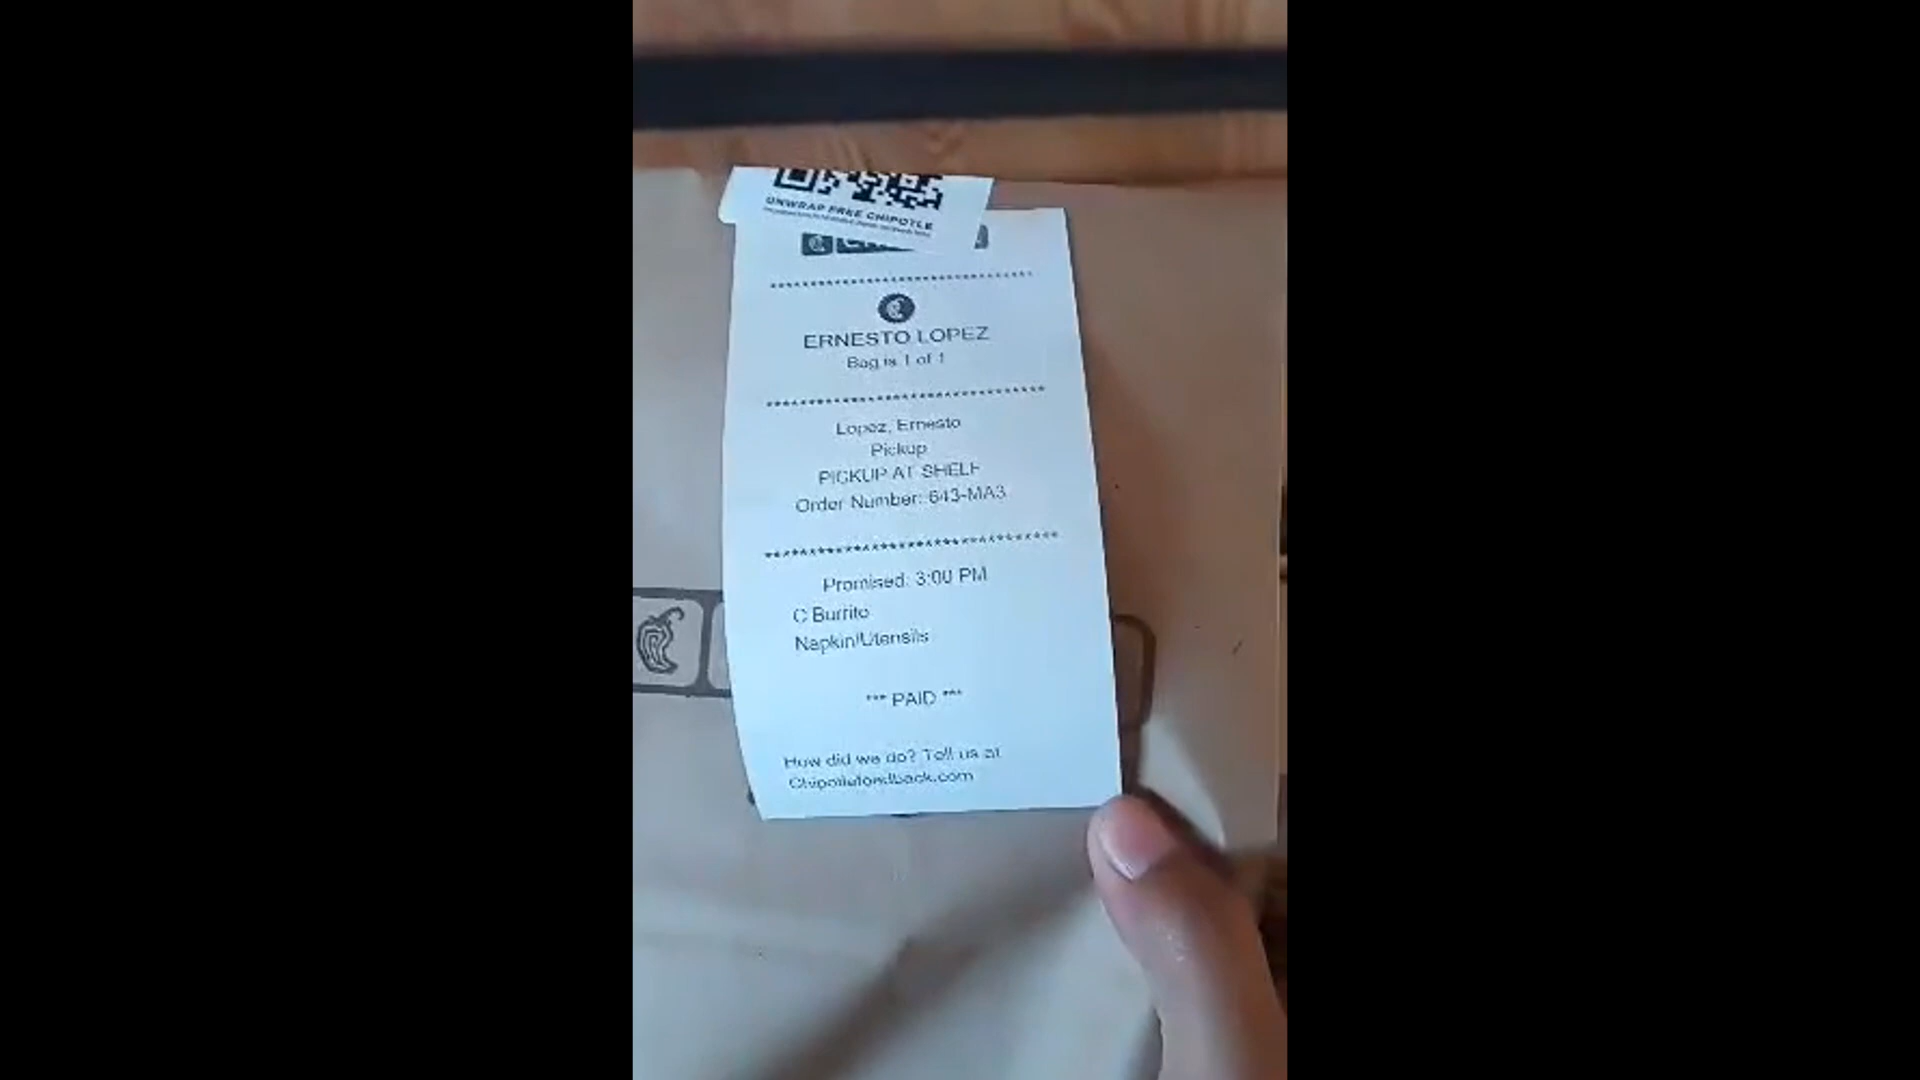 UNWRAP FREE CHIPOTLE
***********************************
ERNESTO LOPEZ
Bag is 1 of 1
***********************************
Lopez, Ernesto
Pickup
PICKUP AT SHELF
Order Number: 643-MA3
***********************************
Promised: 3:00 PM
C Burrito
Napkin/Utensils
*** PAID ***
How did we do? Tell us at
Chipotlefeedback.com